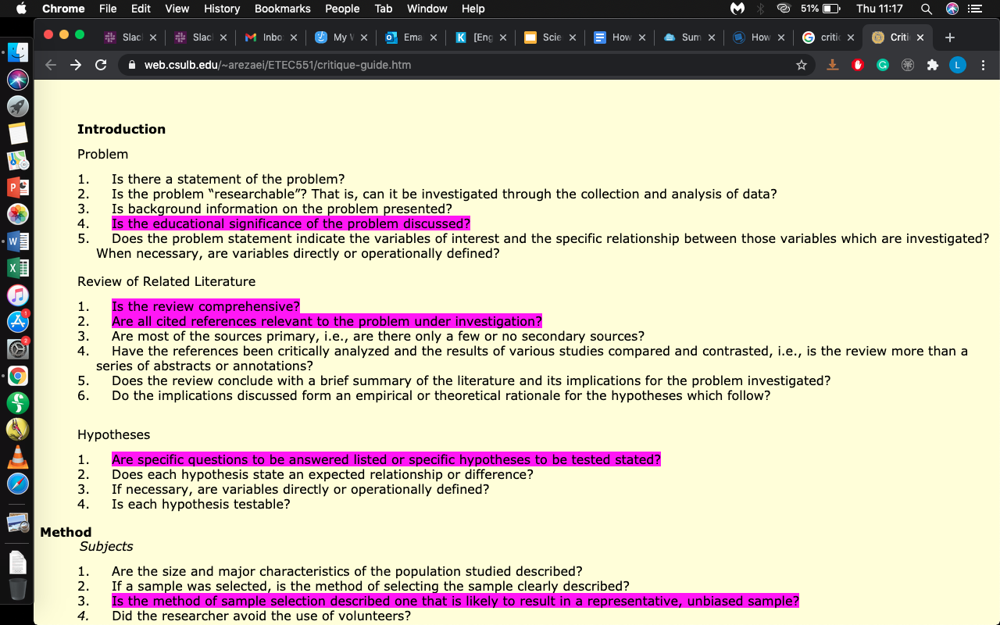 Chrome File Edit View History Bookmarks People Tab Window Help 51% Thu 11:17
Slac Slac Inbo My Ema [Eng Scie How Sum How critic Critic
web.csulb.edu/~arezaei/ETEC551/critique-guide.htm
Introduction
Problem
1. Is there a statement of the problem?
2. Is the problem “researchable”? That is, can it be investigated through the collection and analysis of data?
3. Is background information on the problem presented?
4. Is the educational significance of the problem discussed?
5. Does the problem statement indicate the variables of interest and the specific relationship between those variables which are investigated?
When necessary, are variables directly or operationally defined?
Review of Related Literature
1. Is the review comprehensive?
2. Are all cited references relevant to the problem under investigation?
3. Are most of the sources primary, i.e., are there only a few or no secondary sources?
4. Have the references been critically analyzed and the results of various studies compared and contrasted, i.e., is the review more than a
series of abstracts or annotations?
5. Does the review conclude with a brief summary of the literature and its implications for the problem investigated?
6. Do the implications discussed form an empirical or theoretical rationale for the hypotheses which follow?
Hypotheses
1. Are specific questions to be answered listed or specific hypotheses to be tested stated?
2. Does each hypothesis state an expected relationship or difference?
3. If necessary, are variables directly or operationally defined?
4. Is each hypothesis testable?
Method
Subjects
1. Are the size and major characteristics of the population studied described?
2. If a sample was selected, is the method of selecting the sample clearly described?
3. Is the method of sample selection described one that is likely to result in a representative, unbiased sample?
4. Did the researcher avoid the use of volunteers?